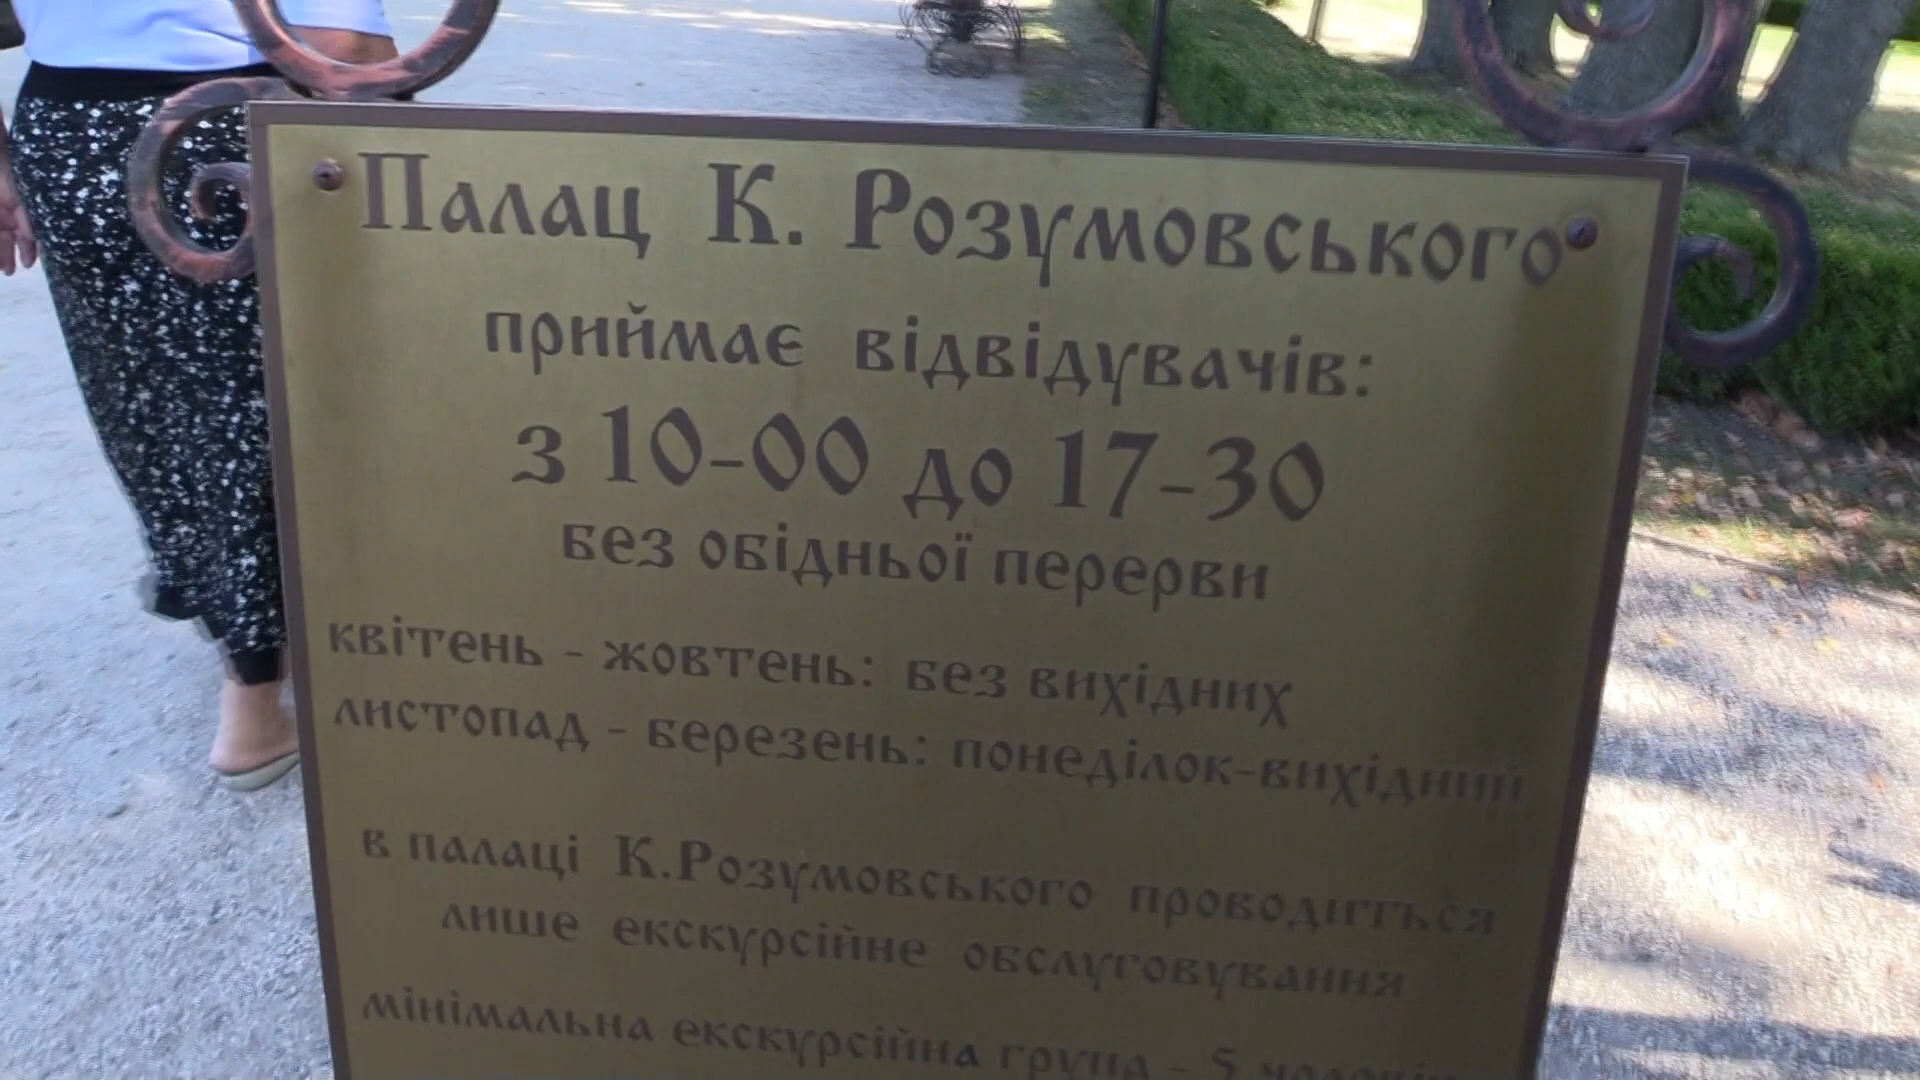 Палац К. Розумовського
приймає відвідувачів:
з 10-00 до 17-30
без обідньої перерви
квітень - жовтень: без вихідних
листопад - березень: понеділок-вихідний
в палаці К.Розумовського проводиться
лише екскурсійне обслуговування
мінімальна екскурсійна група - 5